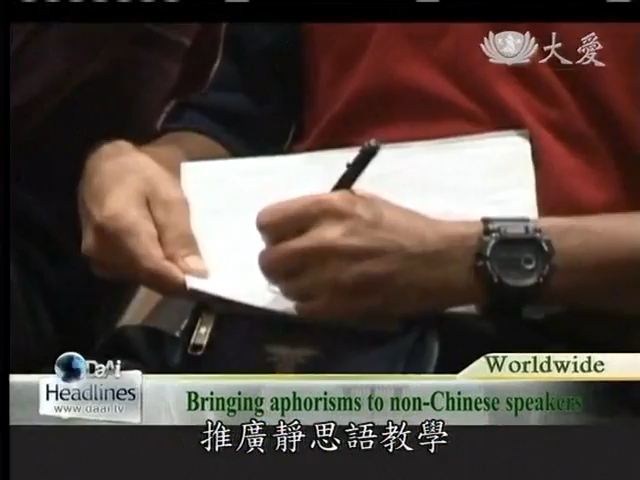 大愛
Worldwide
DaAi
Headlines
www.daai.tv
Bringing aphorisms to non-Chinese speakers
推廣靜思語教學